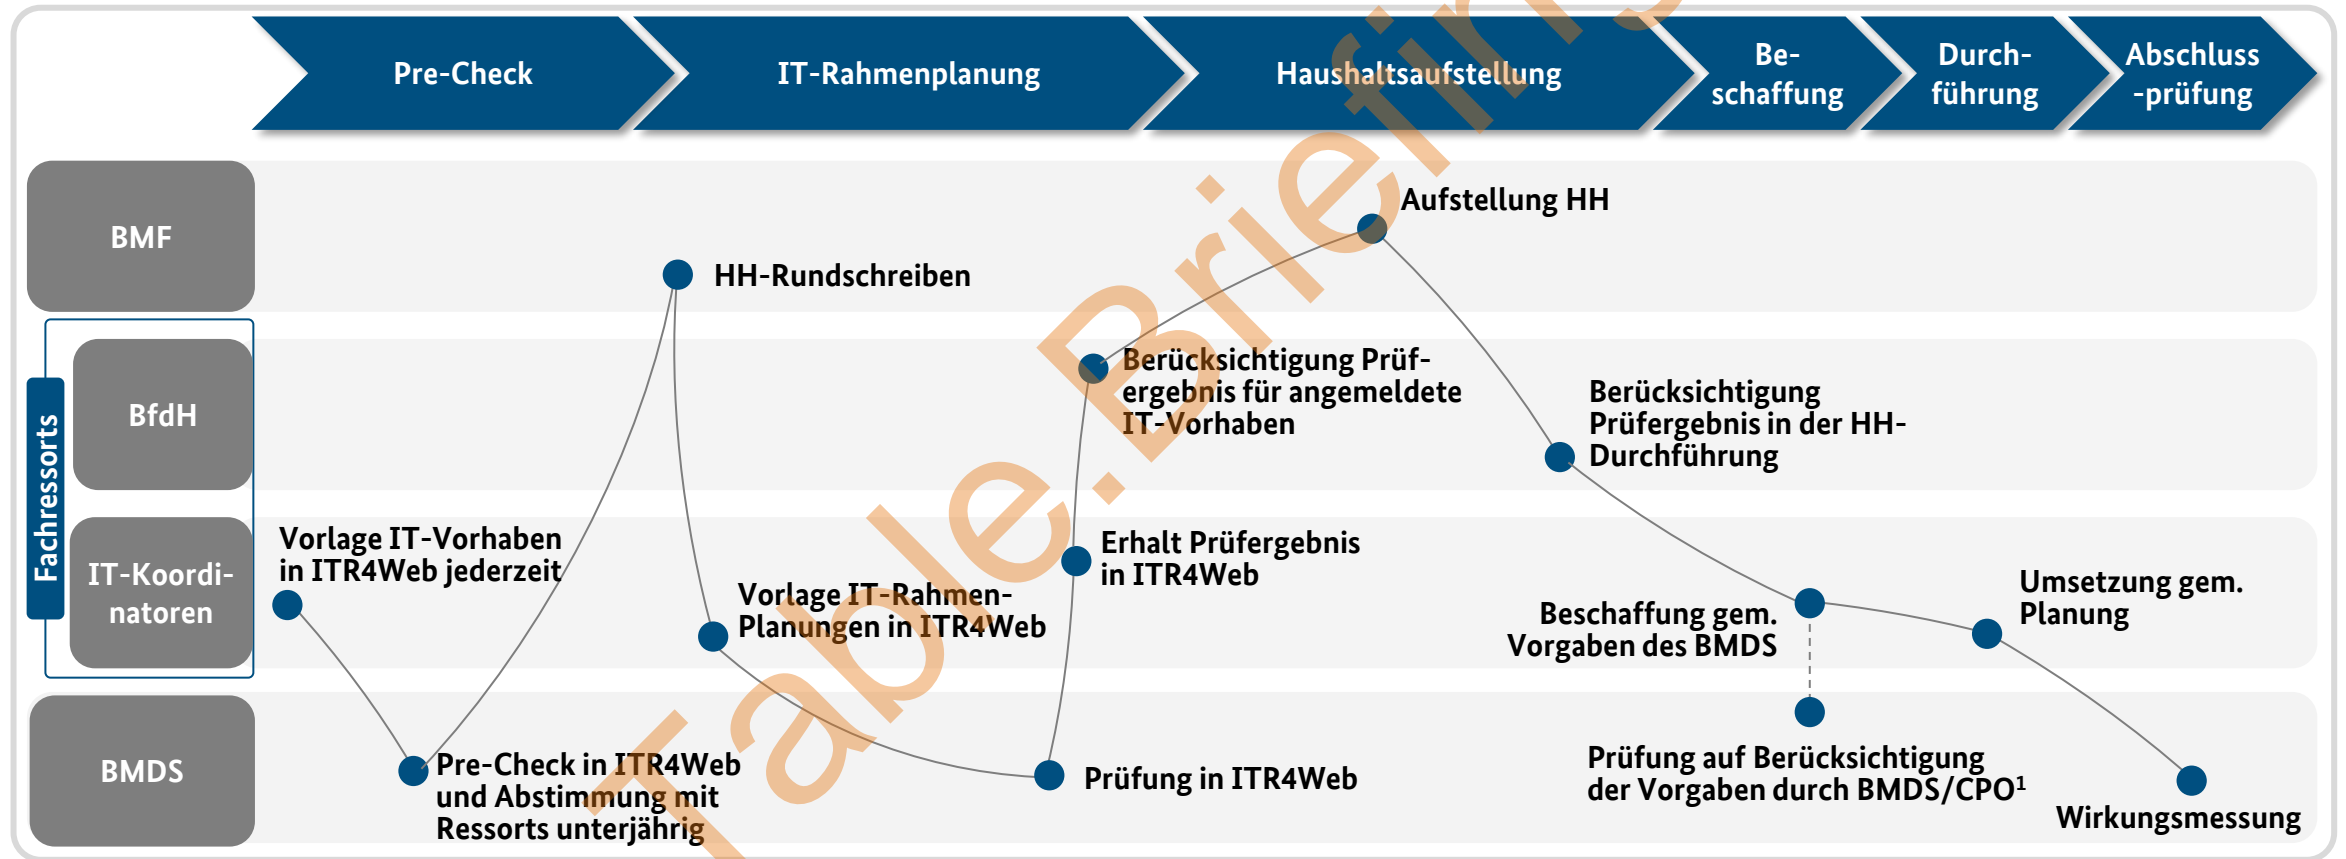 Pre-Check
IT-Rahmenplanung
Haushaltsaufstellung
Be-
schaffung
Durch-
führung
Abschluss
-prüfung
BMF
HH-Rundschreiben
Aufstellung HH
Fachressorts
BfdH
Berücksichtigung Prüf-
ergebnis für angemeldete
IT-Vorhaben
Berücksichtigung
Prüfergebnis in der HH-
Durchführung
IT-Koordi-
natoren
Vorlage IT-Vorhaben
in ITR4Web jederzeit
Vorlage IT-Rahmen-
Planungen in ITR4Web
Erhalt Prüfergebnis
in ITR4Web
Beschaffung gem.
Vorgaben des BMDS
Umsetzung gem.
Planung
BMDS
Pre-Check in ITR4Web
und Abstimmung mit
Ressorts unterjährig
Prüfung in ITR4Web
Prüfung auf Berücksichtigung
der Vorgaben durch BMDS/CPO¹
Wirkungsmessung
Table.Briefing